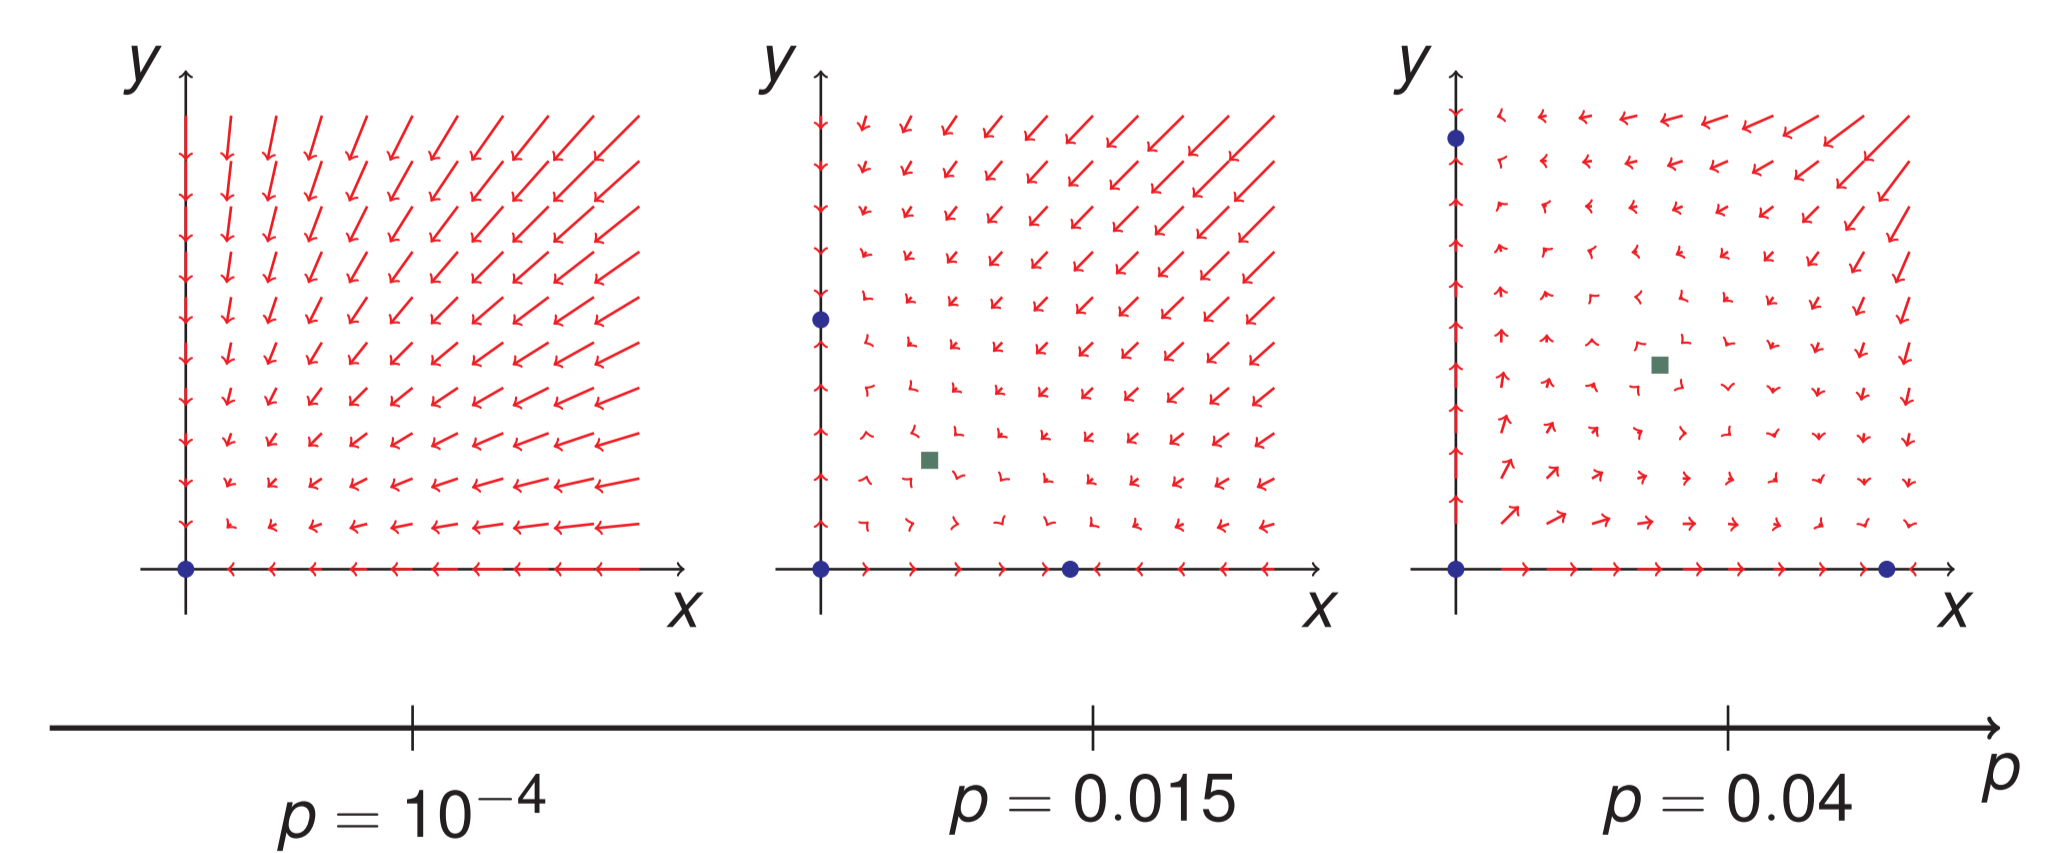 y y y
x x x
p
p = 10⁻⁴ p = 0.015 p = 0.04